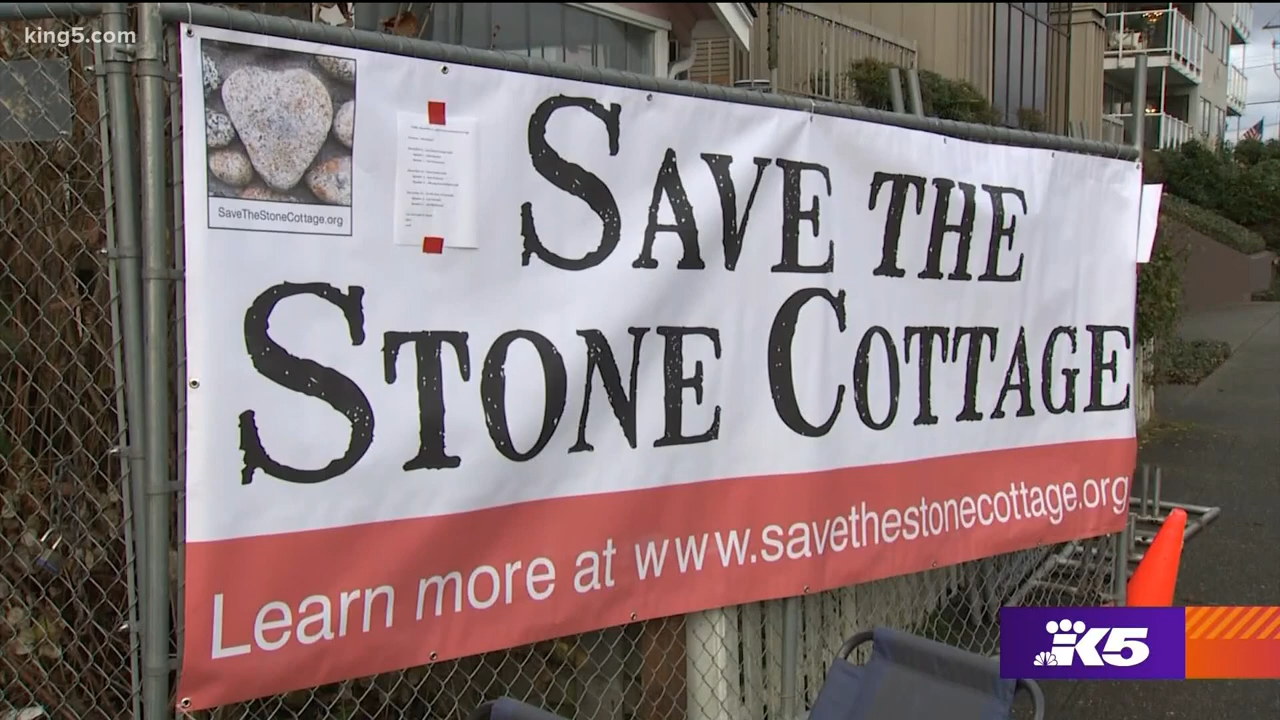 king5.com
SaveTheStoneCottage.org
SAVE THE
STONE COTTAGE
Learn more at www.savethestonecottage.org
K5